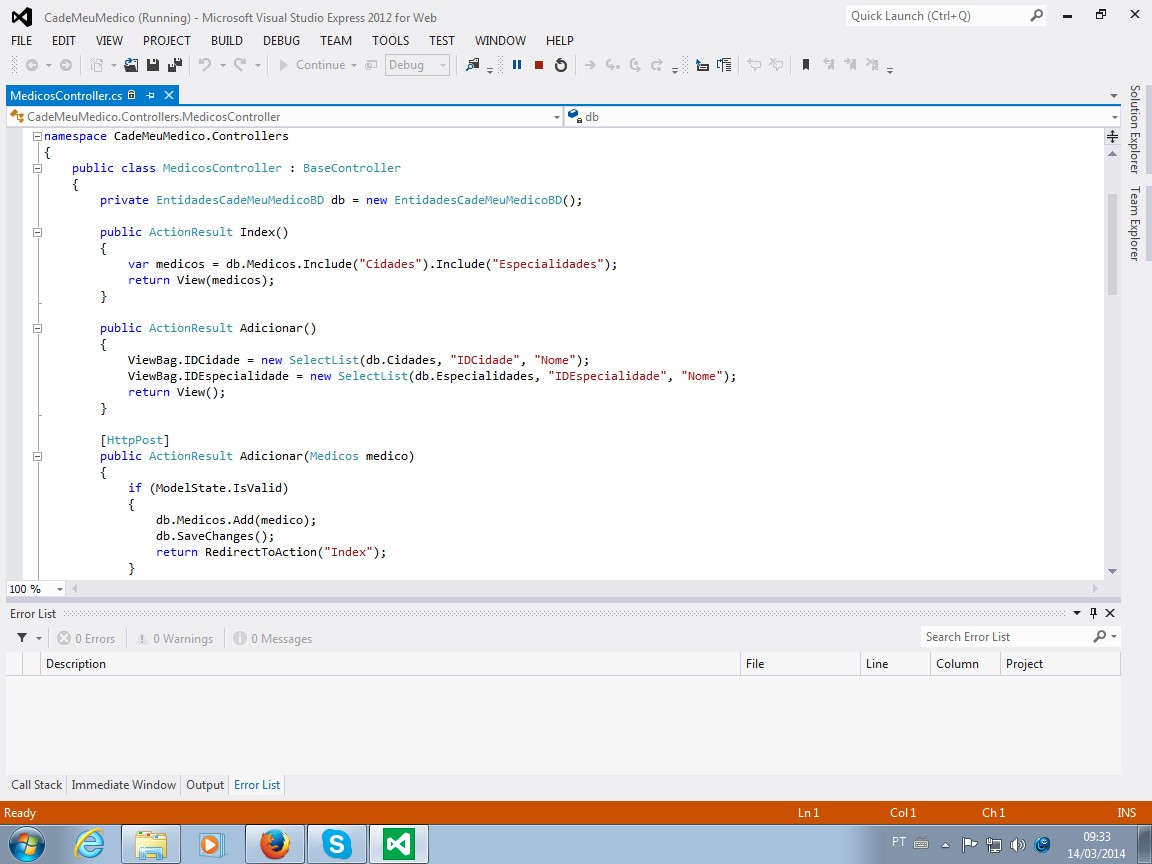 CadeMeuMedico (Running) - Microsoft Visual Studio Express 2012 for Web
Quick Launch (Ctrl+Q)
FILE EDIT VIEW PROJECT BUILD DEBUG TEAM TOOLS TEST WINDOW HELP
Continue Debug
MedicosController.cs
CadeMeuMedico.Controllers.MedicosController db
namespace CadeMeuMedico.Controllers
{
public class MedicosController : BaseController
{
private EntidadesCadeMeuMedicoBD db = new EntidadesCadeMeuMedicoBD();
public ActionResult Index()
{
var medicos = db.Medicos.Include("Cidades").Include("Especialidades");
return View(medicos);
}
public ActionResult Adicionar()
{
ViewBag.IDCidade = new SelectList(db.Cidades, "IDCidade", "Nome");
ViewBag.IDEspecialidade = new SelectList(db.Especialidades, "IDEspecialidade", "Nome");
return View();
}
[HttpPost]
public ActionResult Adicionar(Medicos medico)
{
if (ModelState.IsValid)
{
db.Medicos.Add(medico);
db.SaveChanges();
return RedirectToAction("Index");
}
100 %
Solution Explorer
Team Explorer
Error List
0 Errors 0 Warnings 0 Messages
Search Error List
Description File Line Column Project
Call Stack Immediate Window Output Error List
Ready Ln 1 Col 1 Ch 1 INS
PT
09:33
14/03/2014